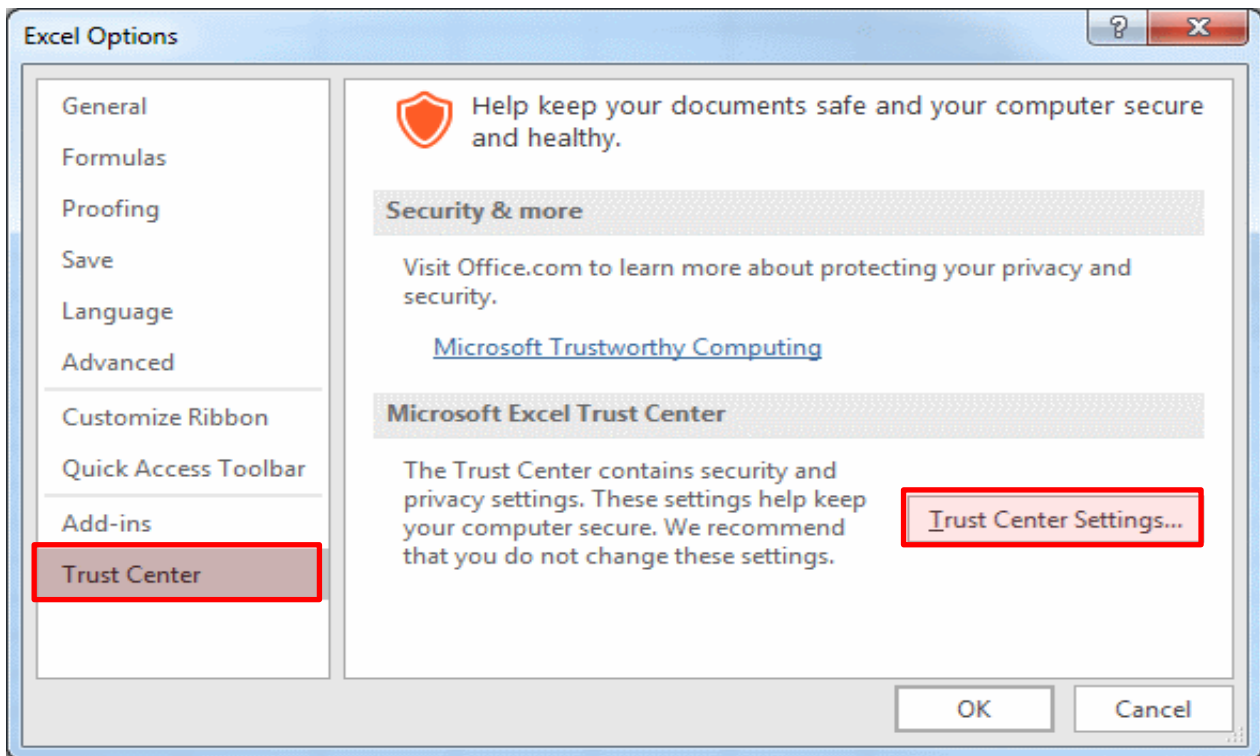 Excel Options
?
X
General
Formulas
Proofing
Save
Language
Advanced
Customize Ribbon
Quick Access Toolbar
Add-ins
Trust Center
Help keep your documents safe and your computer secure
and healthy.
Security & more
Visit Office.com to learn more about protecting your privacy and
security.
Microsoft Trustworthy Computing
Microsoft Excel Trust Center
The Trust Center contains security and
privacy settings. These settings help keep
your computer secure. We recommend
that you do not change these settings.
Trust Center Settings...
OK
Cancel